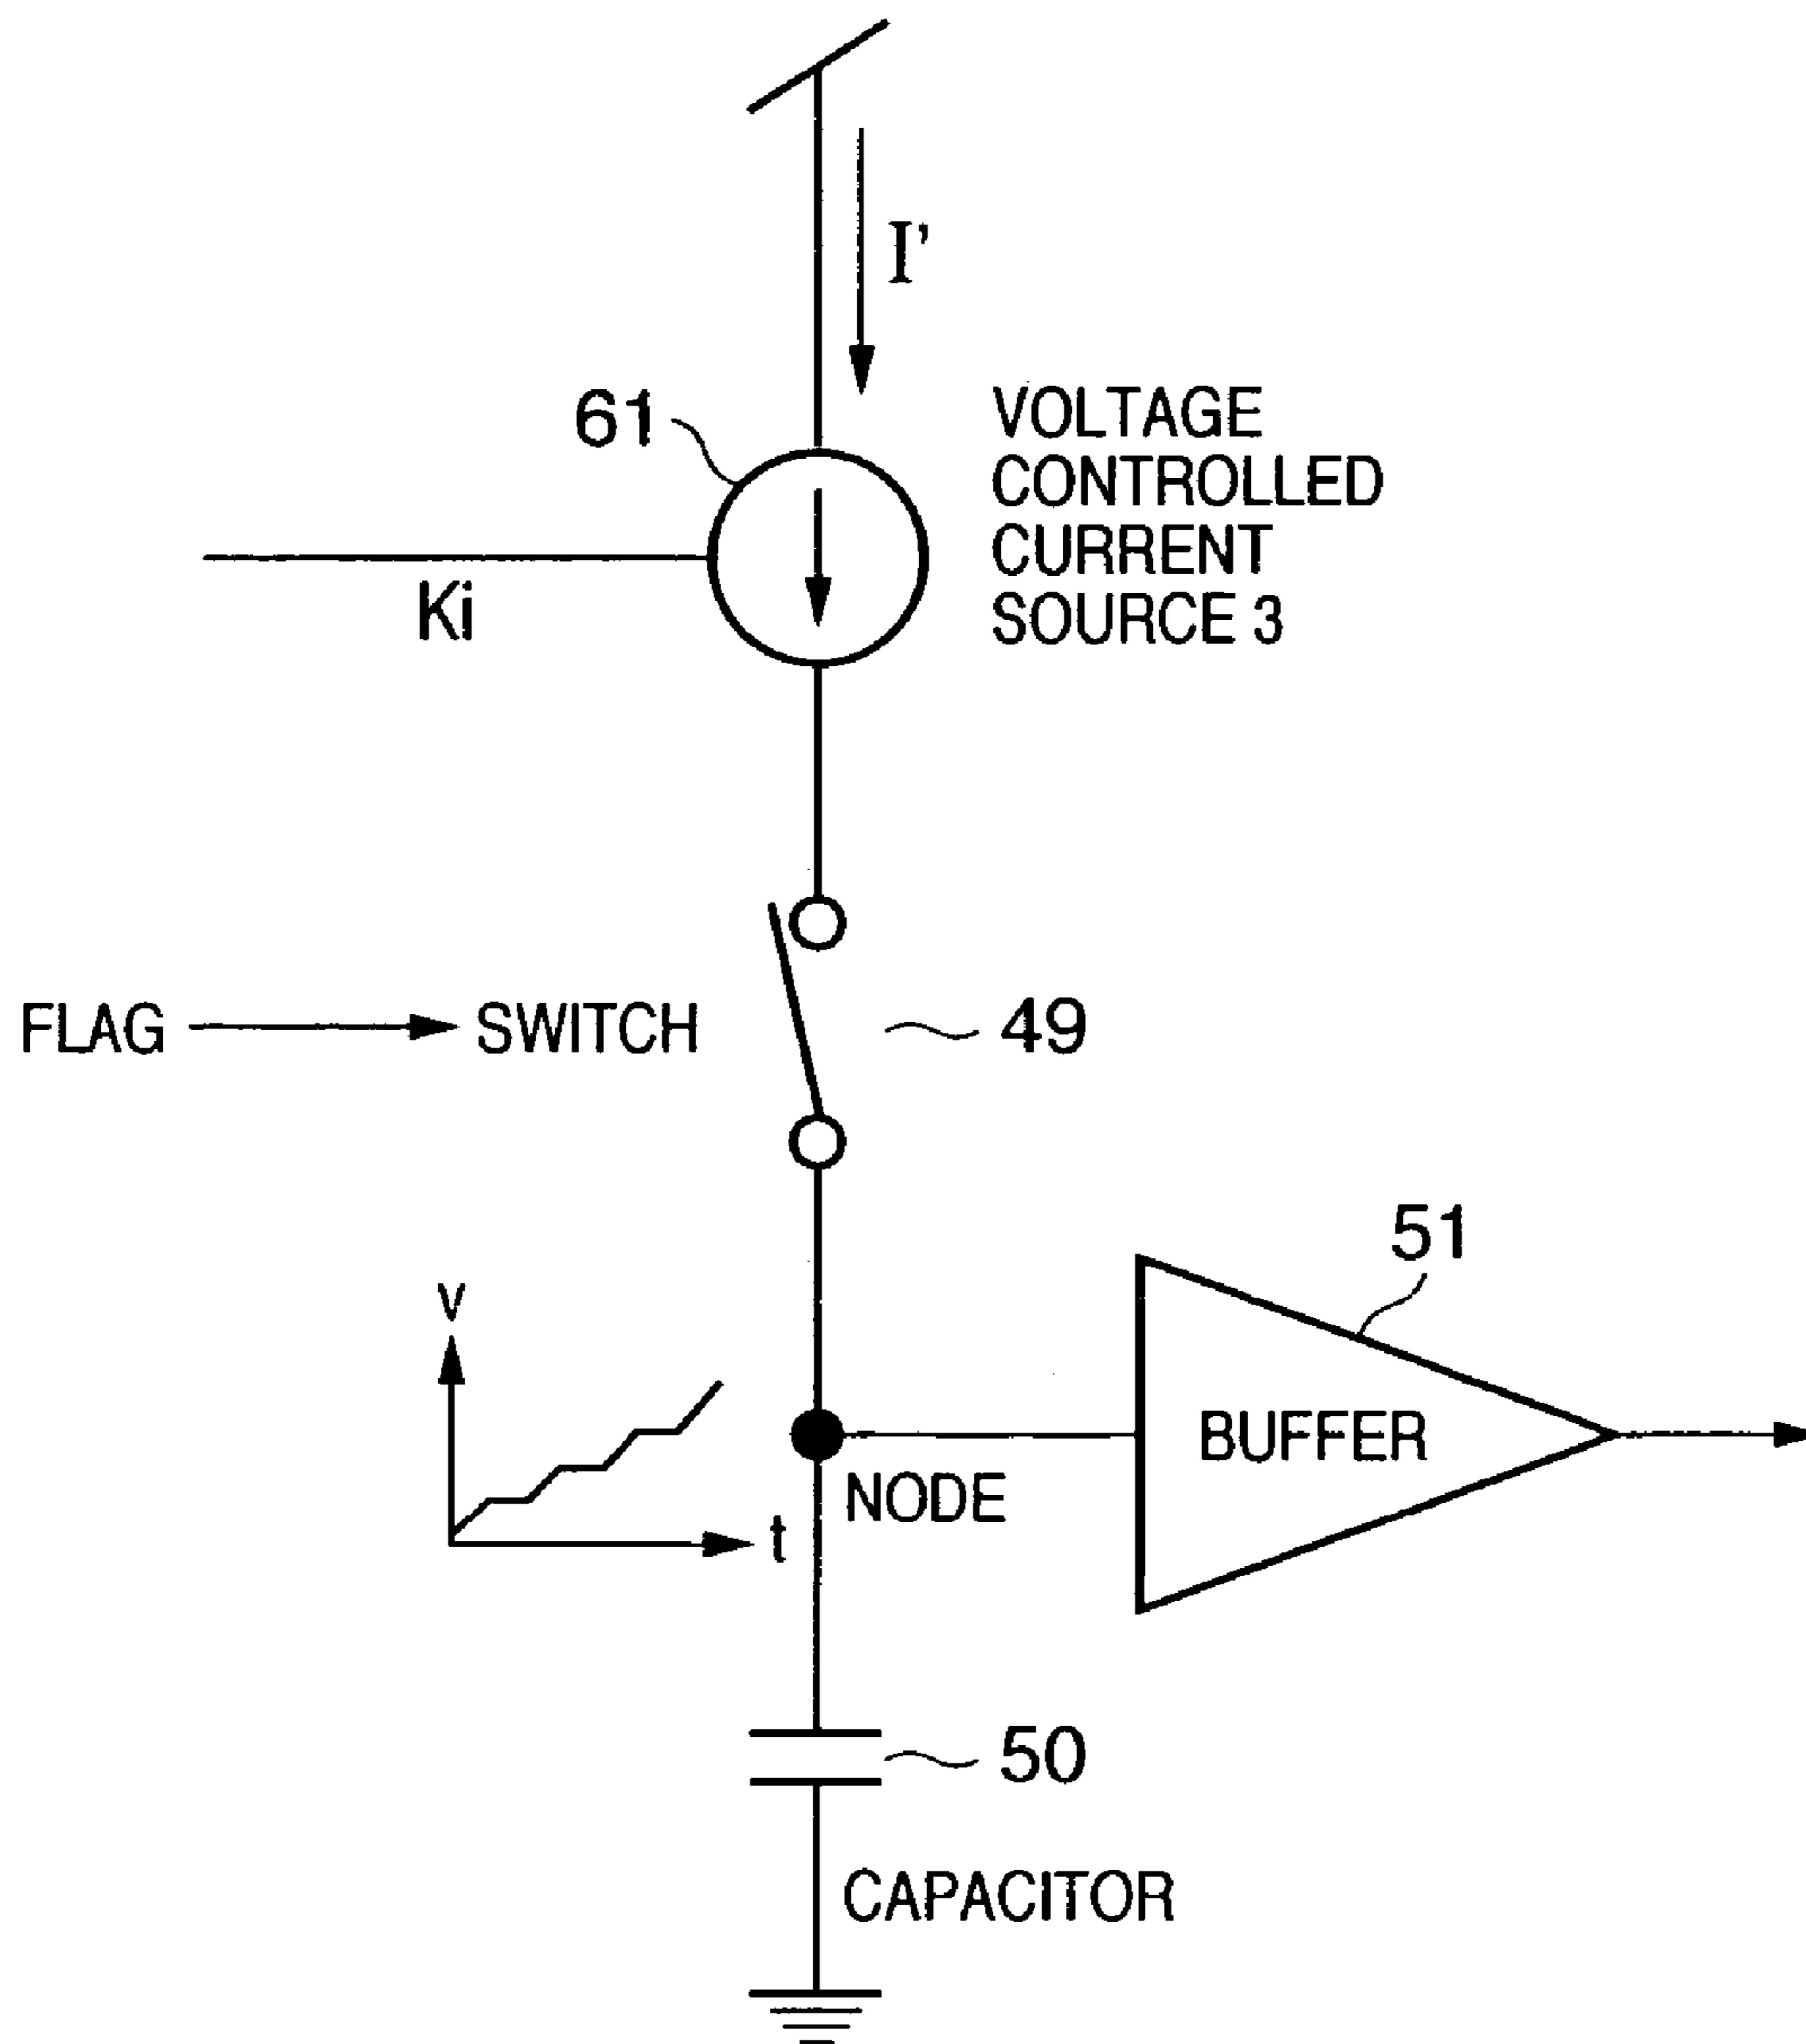 I'
61
VOLTAGE
CONTROLLED
CURRENT
SOURCE 3
Ki
FLAG
SWITCH
49
51
v
BUFFER
NODE
t
50
CAPACITOR